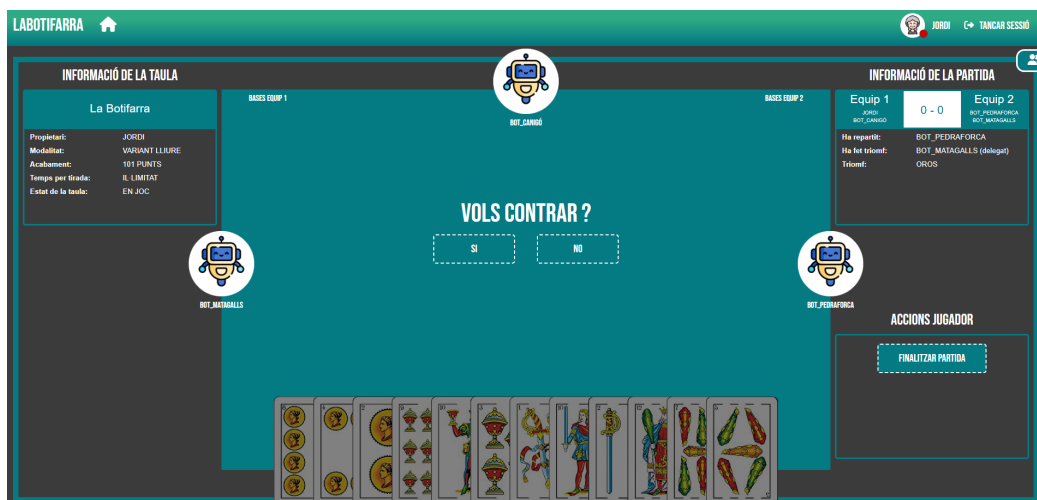 LABOTIFARRA
JORDI
TANCAR SESSIÓ
INFORMACIÓ DE LA TAULA
La Botifarra
Propietari: JORDI
Modalitat: VARIANT LLIURE
Acabament: 101 PUNTS
Temps per tirada: IL·LIMITAT
Estat de la taula: EN JOC
BASES EQUIP 1
BOT_CANIGÓ
BASES EQUIP 2
VOLS CONTRAR ?
SI
NO
BOT_MATAGALLS
BOT_PEDRAFORCA
INFORMACIÓ DE LA PARTIDA
Equip 1
JORDI
BOT_CANIGÓ
0 - 0
Equip 2
BOT_PEDRAFORCA
BOT_MATAGALLS
Ha repartit: BOT_PEDRAFORCA
Ha fet triomf: BOT_MATAGALLS (delegat)
Triomf: OROS
ACCIONS JUGADOR
FINALITZAR PARTIDA